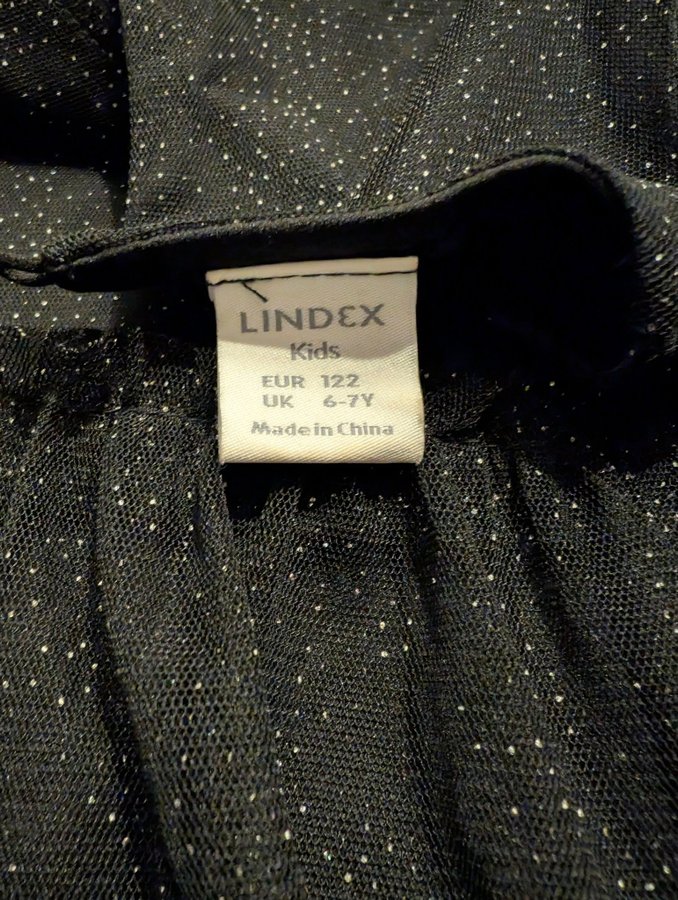 LINDEX
Kids
EUR 122
UK 6-7Y
Made in China